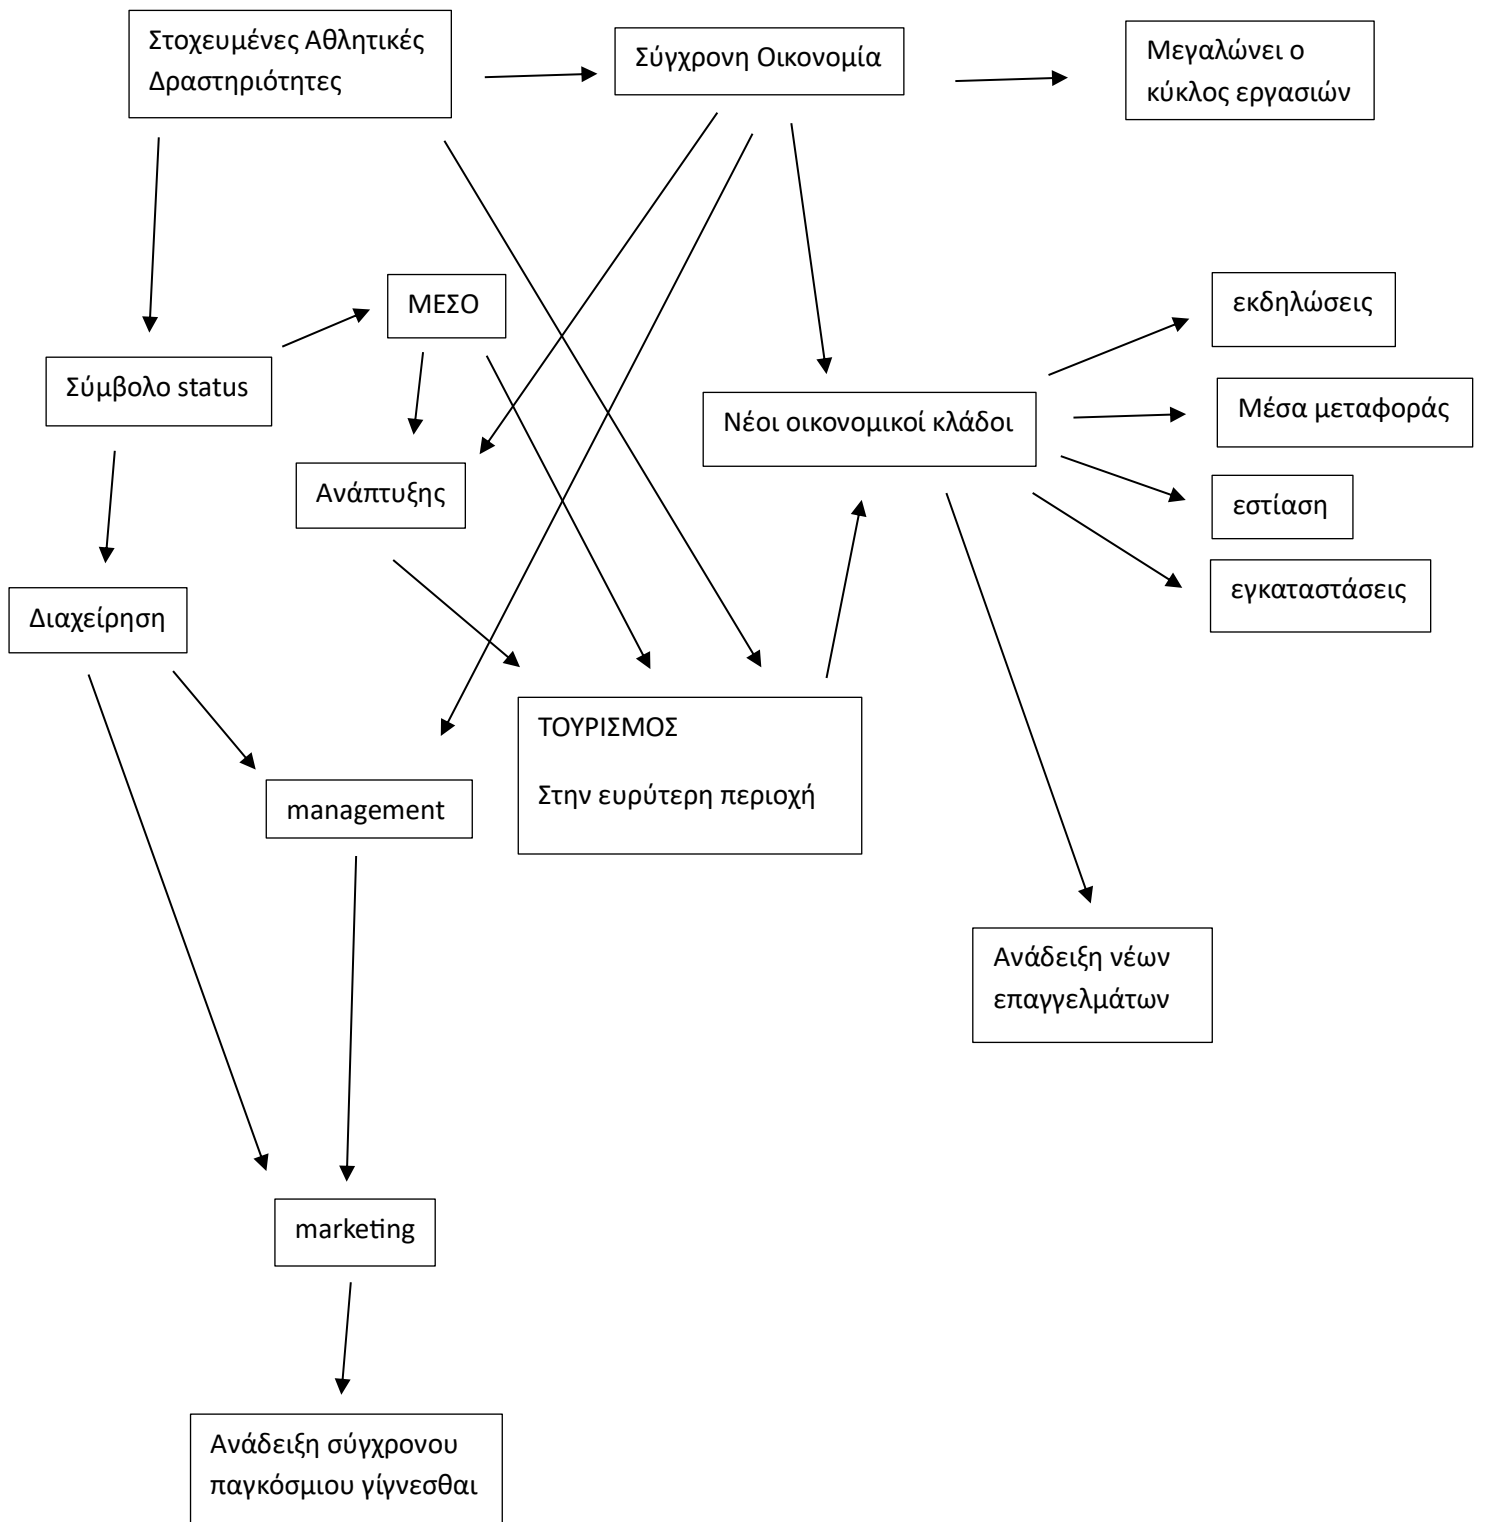 Στοχευμένες Αθλητικές
Δραστηριότητες
Σύγχρονη Οικονομία
Μεγαλώνει ο
κύκλος εργασιών
ΜΕΣΟ
εκδηλώσεις
Σύμβολο status
Νέοι οικονομικοί κλάδοι
Μέσα μεταφοράς
Ανάπτυξης
εστίαση
Διαχείρηση
εγκαταστάσεις
ΤΟΥΡΙΣΜΟΣ
Στην ευρύτερη περιοχή
management
Ανάδειξη νέων
επαγγελμάτων
marketing
Ανάδειξη σύγχρονου
παγκόσμιου γίγνεσθαι